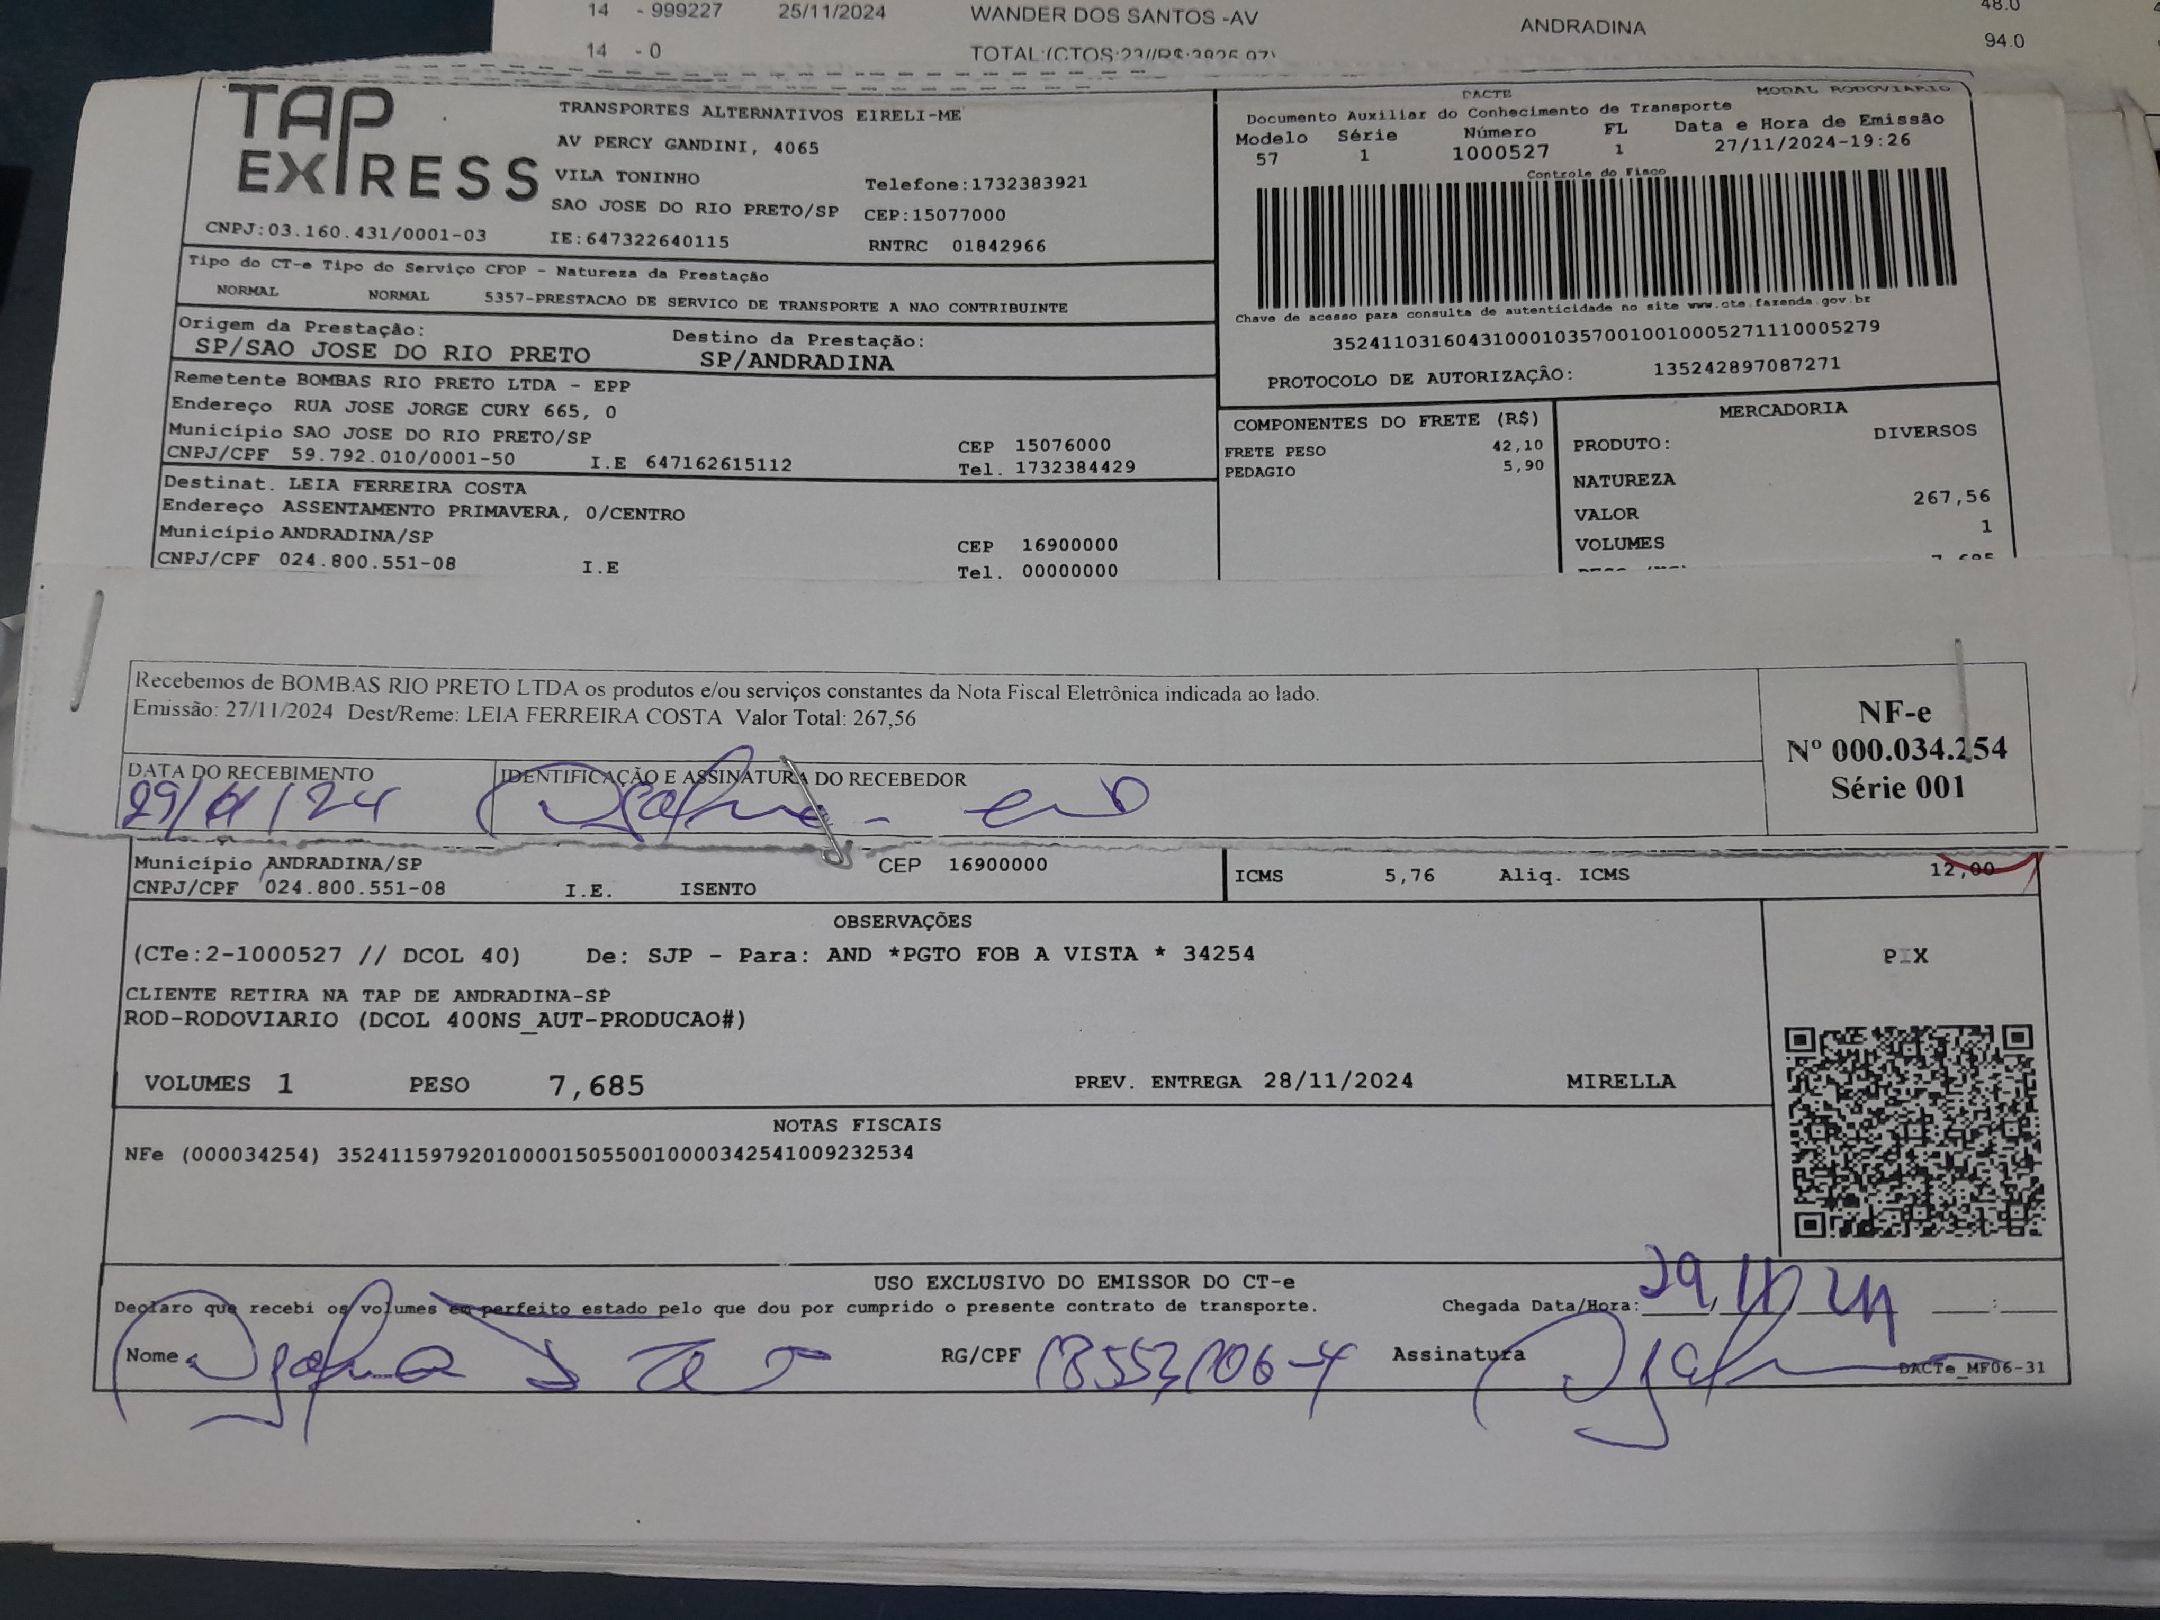 14 - 999227 25/11/2024 WANDER DOS SANTOS -AV ANDRADINA 48.0
14 - 0 TOTAL:(CTOS:23//R$:3825,07) 94.0
TAP EXPRESS
TRANSPORTES ALTERNATIVOS EIRELI-ME
AV PERCY GANDINI, 4065
VILA TONINHO Telefone:1732383921
SAO JOSE DO RIO PRETO/SP CEP:15077000
CNPJ:03.160.431/0001-03 IE:647322640115 RNTRC 01842966
DACTE MODAL RODOVIARIO
Documento Auxiliar do Conhecimento de Transporte
Modelo Série Número FL Data e Hora de Emissão
57 1 1000527 1 27/11/2024-19:26
Controle do Fisco
Chave de acesso para consulta de autenticidade no site www.cte.fazenda.gov.br
35241103160431000103570010010005271110005279
PROTOCOLO DE AUTORIZAÇÃO: 135242897087271
Tipo do CT-e Tipo do Serviço CFOP - Natureza da Prestação
NORMAL NORMAL 5357-PRESTACAO DE SERVICO DE TRANSPORTE A NAO CONTRIBUINTE
Origem da Prestação: Destino da Prestação:
SP/SAO JOSE DO RIO PRETO SP/ANDRADINA
Remetente BOMBAS RIO PRETO LTDA - EPP
Endereço RUA JOSE JORGE CURY 665, 0
Município SAO JOSE DO RIO PRETO/SP CEP 15076000
CNPJ/CPF 59.792.010/0001-50 I.E 647162615112 Tel. 1732384429
Destinat. LEIA FERREIRA COSTA
Endereço ASSENTAMENTO PRIMAVERA, 0/CENTRO
Município ANDRADINA/SP CEP 16900000
CNPJ/CPF 024.800.551-08 I.E Tel. 00000000
COMPONENTES DO FRETE (R$)
FRETE PESO 42,10
PEDAGIO 5,90
MERCADORIA
PRODUTO: DIVERSOS
NATUREZA
VALOR 267,56
VOLUMES 1
Recebemos de BOMBAS RIO PRETO LTDA os produtos e/ou serviços constantes da Nota Fiscal Eletrônica indicada ao lado.
Emissão: 27/11/2024 Dest/Reme: LEIA FERREIRA COSTA Valor Total: 267,56
NF-e
Nº 000.034.254
Série 001
DATA DO RECEBIMENTO IDENTIFICAÇÃO E ASSINATURA DO RECEBEDOR
29/11/24
Município ANDRADINA/SP CEP 16900000
CNPJ/CPF 024.800.551-08 I.E. ISENTO
ICMS 5,76 Aliq. ICMS 12,00
OBSERVAÇÕES
(CTe:2-1000527 // DCOL 40) De: SJP - Para: AND *PGTO FOB A VISTA * 34254
CLIENTE RETIRA NA TAP DE ANDRADINA-SP
ROD-RODOVIARIO (DCOL 400NS_AUT-PRODUCAO#)
VOLUMES 1 PESO 7,685 PREV. ENTREGA 28/11/2024 MIRELLA
PIX
NOTAS FISCAIS
NFe (000034254) 35241159792010000150550010000342541009232534
USO EXCLUSIVO DO EMISSOR DO CT-e
Declaro que recebi os volumes em perfeito estado pelo que dou por cumprido o presente contrato de transporte. Chegada Data/Hora: 29/11/24 __:__
Nome RG/CPF Assinatura
DACTe_MF06-31